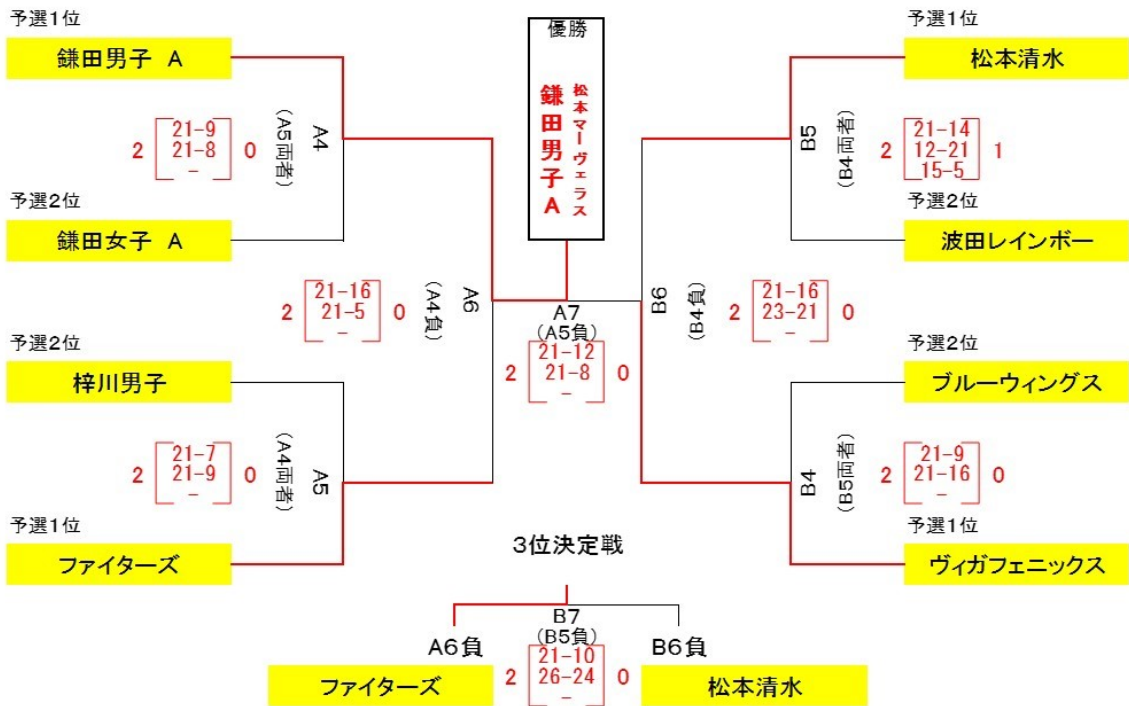 予選1位
鎌田男子 A
2 21-9 0
21-8
-
A4
(A5両者)
予選2位
鎌田女子 A
2 21-16 0
21-5
-
A6
(A4負)
予選2位
梓川男子
2 21-7 0
21-9
-
A5
(A4両者)
予選1位
ファイターズ
優勝
松本マーヴェラス
鎌田男子A
A7
(A5負)
2 21-12 0
21-8
-
予選1位
松本清水
B5
(B4両者)
2 21-14 1
12-21
15-5
予選2位
波田レインボー
B6
(B4負)
2 21-16 0
23-21
-
予選2位
ブルーウィングス
B4
(B5両者)
2 21-9 0
21-16
-
予選1位
ヴィガフェニックス
3位決定戦
B7
(B5負)
A6負
B6負
ファイターズ
2 21-10 0
26-24
-
松本清水